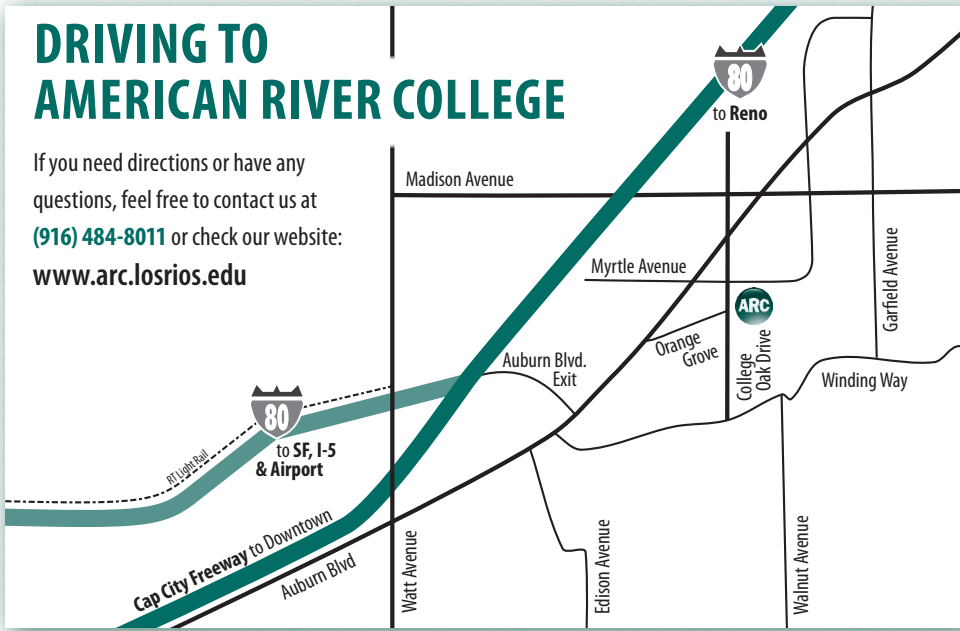 DRIVING TO
AMERICAN RIVER COLLEGE
If you need directions or have any
questions, feel free to contact us at
(916) 484-8011 or check our website:
www.arc.losrios.edu
80
to Reno
Madison Avenue
Myrtle Avenue
ARC
Garfield Avenue
Orange
Grove
College
Oak Drive
Auburn Blvd.
Exit
Winding Way
80
to SF, I-5
& Airport
RT Light Rail
Cap City Freeway to Downtown
Auburn Blvd
Watt Avenue
Edison Avenue
Walnut Avenue